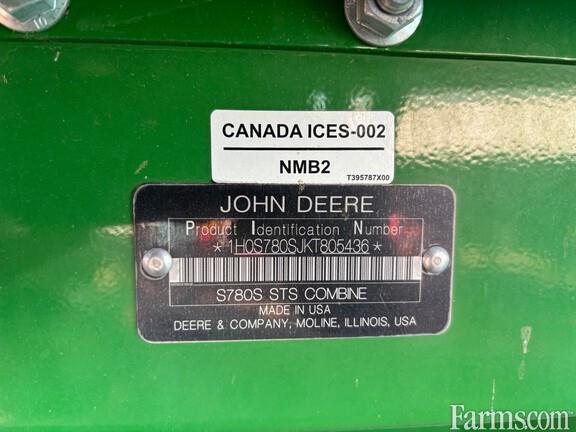 CANADA ICES-002
NMB2
T395787X00
JOHN DEERE
Product Identification Number
*1H0S780SJKT805436*
S780S STS COMBINE
MADE IN USA
DEERE & COMPANY, MOLINE, ILLINOIS, USA
Farms.com